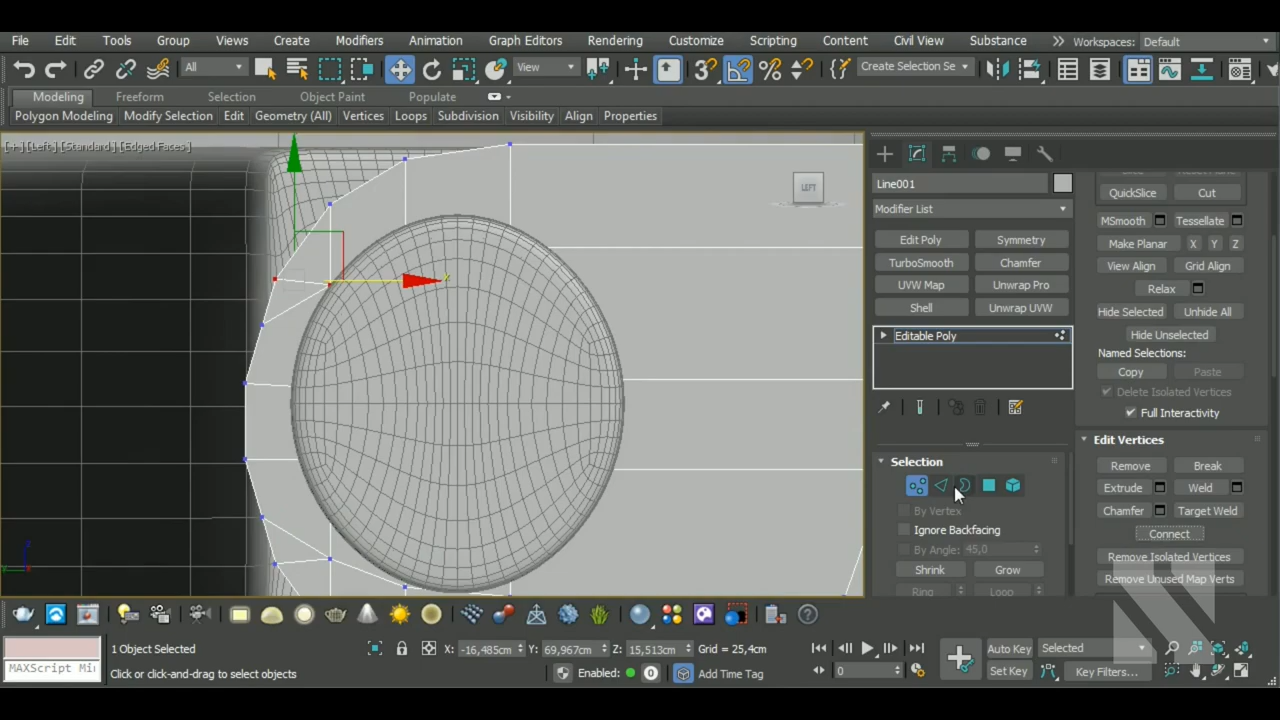 File Edit Tools Group Views Create Modifiers Animation Graph Editors Rendering Customize Scripting Content Civil View Substance Workspaces: Default
All View Create Selection Se
Modeling Freeform Selection Object Paint Populate
Polygon Modeling Modify Selection Edit Geometry (All) Vertices Loops Subdivision Visibility Align Properties
[+] [Left] [Standard] [Edged Faces]
LEFT
Line001
Modifier List
Edit Poly Symmetry
TurboSmooth Chamfer
UVW Map Unwrap Pro
Shell Unwrap UVW
Editable Poly
Selection
By Vertex
Ignore Backfacing
By Angle: 45,0
Shrink Grow
Ring Loop
QuickSlice Cut
MSmooth Tessellate
Make Planar X Y Z
View Align Grid Align
Relax
Hide Selected Unhide All
Hide Unselected
Named Selections:
Copy Paste
Delete Isolated Vertices
Full Interactivity
Edit Vertices
Remove Break
Extrude Weld
Chamfer Target Weld
Connect
Remove Isolated Vertices
Remove Unused Map Verts
MAXScript Mi
1 Object Selected
Click or click-and-drag to select objects
X: -16,485cm Y: 69,967cm Z: 15,513cm Grid = 25,4cm
Enabled: 0 Add Time Tag
0
Auto Key Selected
Set Key Key Filters...